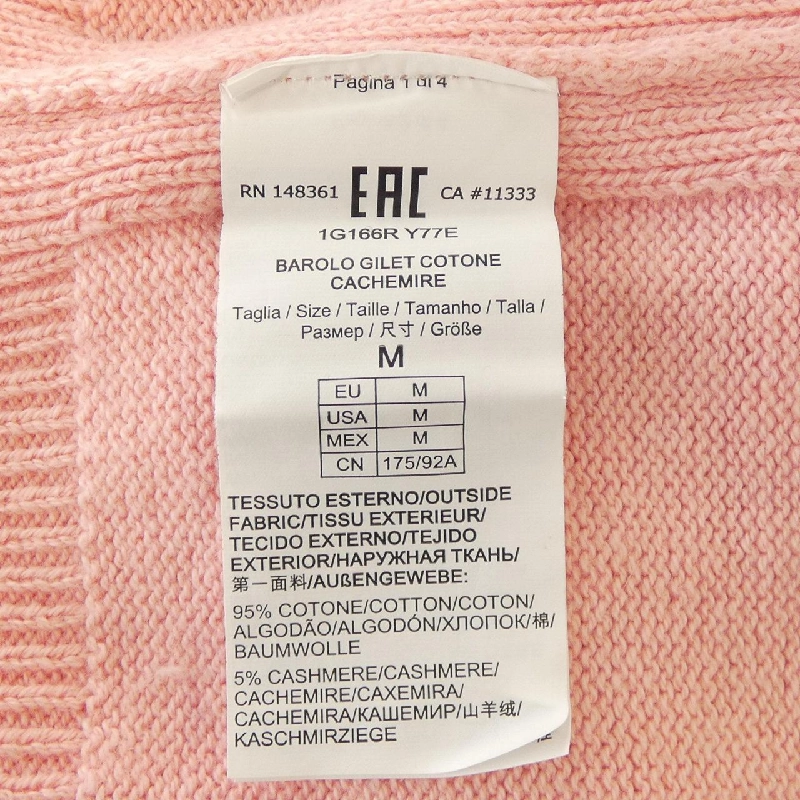 Pagina 1 di 4
RN 148361 EAC CA #11333
1G166R Y77E
BAROLO GILET COTONE
CACHEMIRE
Taglia / Size / Taille / Tamanho / Talla /
Размер / 尺寸 / Größe
M
EU M
USA M
MEX M
CN 175/92A
TESSUTO ESTERNO/OUTSIDE
FABRIC/TISSU EXTERIEUR/
TECIDO EXTERNO/TEJIDO
EXTERIOR/НАРУЖНАЯ ТКАНЬ/
第一面料/AUßENGEWEBE:
95% COTONE/COTTON/COTON/
ALGODÃO/ALGODÓN/ХЛОПОК/棉/
BAUMWOLLE
5% CASHMERE/CASHMERE/
CACHEMIRE/CAXEMIRA/
CACHEMIRA/КАШЕМИР/山羊绒/
KASCHMIRZIEGE